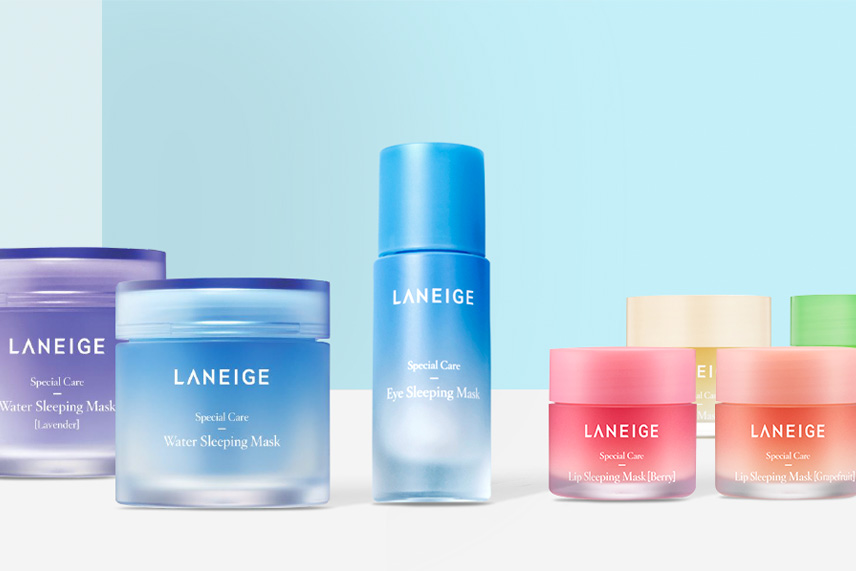 LANEIGE
Special Care
Water Sleeping Mask
[Lavender]
LANEIGE
Special Care
Water Sleeping Mask
LANEIGE
Special Care
Eye Sleeping Mask
LANEIGE
Special Care
Lip Sleeping Mask [Berry]
LANEIGE
Special Care
Lip Sleeping Mask [Grapefruit]